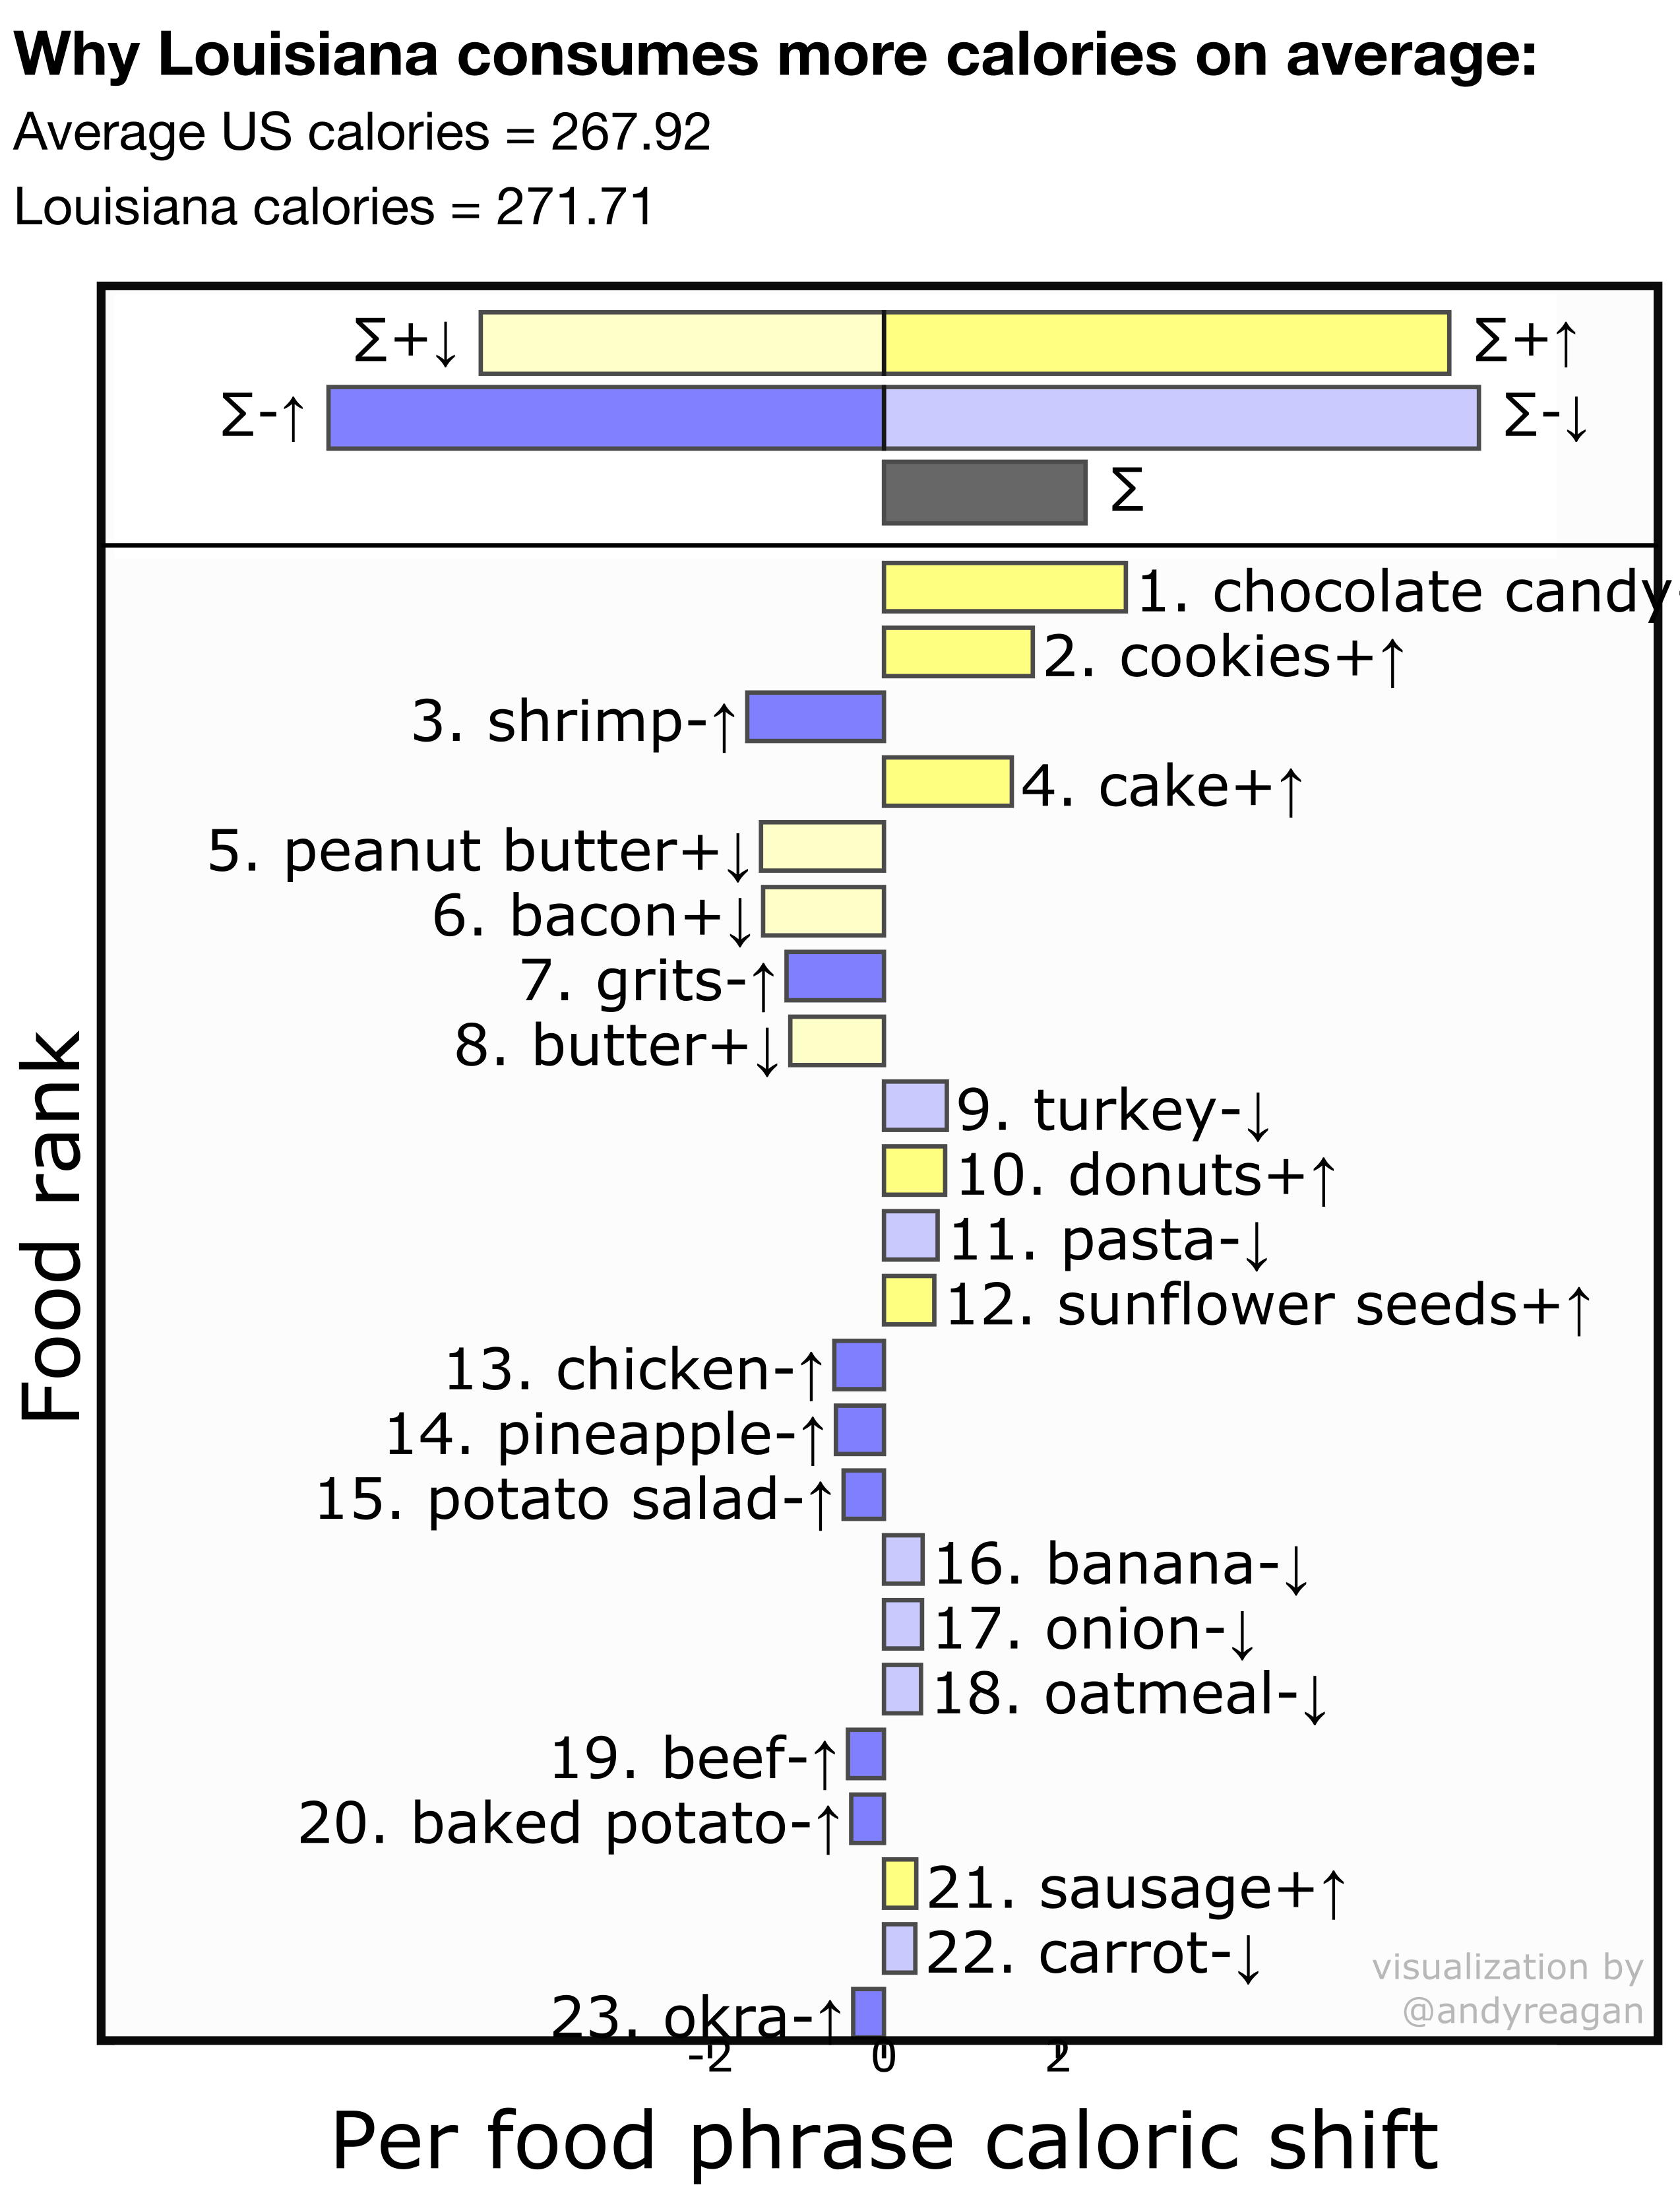 Why Louisiana consumes more calories on average:
Average US calories = 267.92
Louisiana calories = 271.71
∑+↓ ∑+↑
∑-↑ ∑-↓
∑
1. chocolate candy
2. cookies+↑
3. shrimp-↑
4. cake+↑
5. peanut butter+↓
6. bacon+↓
7. grits-↑
8. butter+↓
9. turkey-↓
10. donuts+↑
11. pasta-↓
12. sunflower seeds+↑
13. chicken-↑
14. pineapple-↑
15. potato salad-↑
16. banana-↓
17. onion-↓
18. oatmeal-↓
19. beef-↑
20. baked potato-↑
21. sausage+↑
22. carrot-↓
23. okra-↑
visualization by
@andyreagan
-2 0 2
Per food phrase caloric shift
Food rank